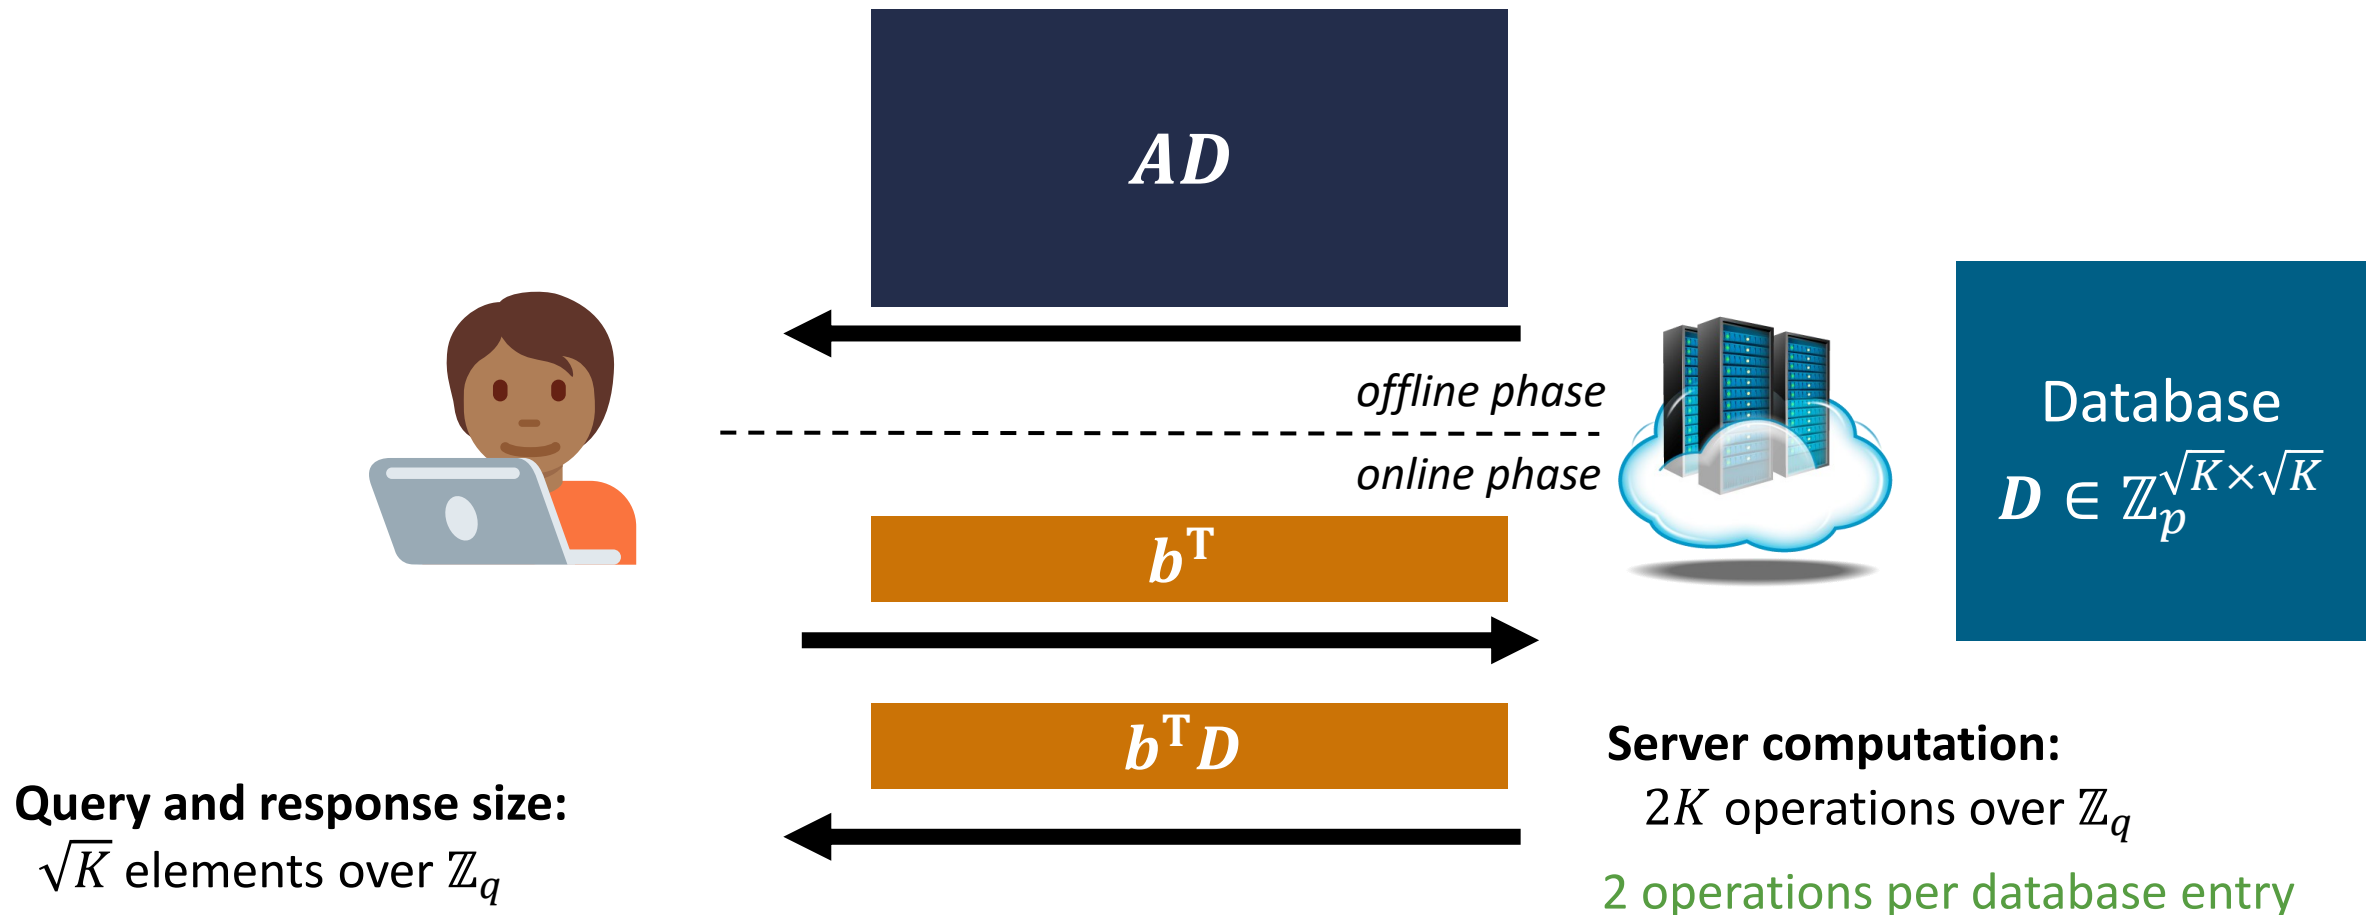 AD
offline phase
online phase
Database
D ∈ ℤ_p^{√K×√K}
b^T
b^T D
Server computation:
2K operations over ℤ_q
2 operations per database entry
Query and response size:
√K elements over ℤ_q